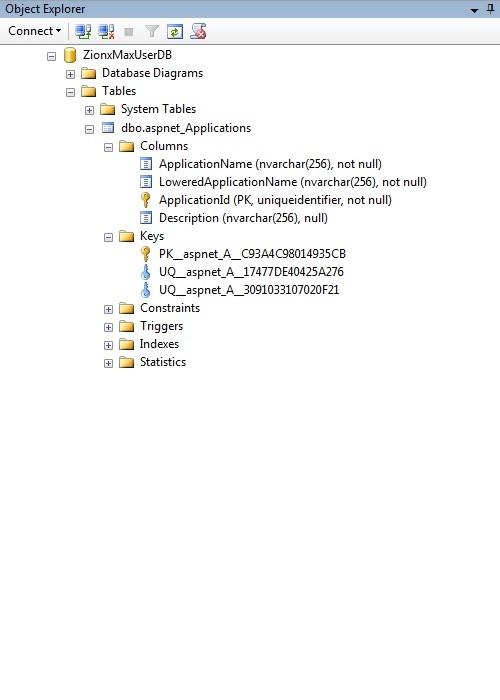 Object Explorer
Connect
ZionxMaxUserDB
Database Diagrams
Tables
System Tables
dbo.aspnet_Applications
Columns
ApplicationName (nvarchar(256), not null)
LoweredApplicationName (nvarchar(256), not null)
ApplicationId (PK, uniqueidentifier, not null)
Description (nvarchar(256), null)
Keys
PK__aspnet_A__C93A4C98014935CB
UQ__aspnet_A__17477DE40425A276
UQ__aspnet_A__3091033107020F21
Constraints
Triggers
Indexes
Statistics